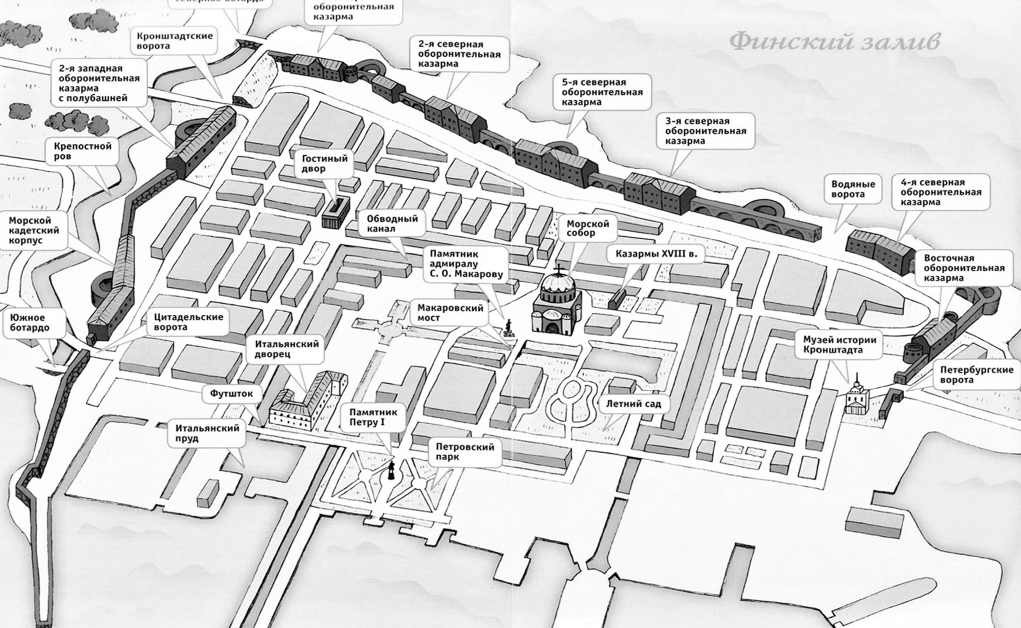 оборонительная
казарма
Финский залив
Кронштадтские
ворота
2-я северная
оборонительная
казарма
2-я западная
оборонительная
казарма
с полубашней
5-я северная
оборонительная
казарма
3-я северная
оборонительная
казарма
Крепостной
ров
Гостиный
двор
Водяные
ворота
4-я северная
оборонительная
казарма
Морской
кадетский
корпус
Обводный
канал
Морской
собор
Памятник
адмиралу
С. О. Макарову
Казармы XVIII в.
Восточная
оборонительная
казарма
Южное
ботардо
Цитадельские
ворота
Макаровский
мост
Итальянский
дворец
Музей истории
Кронштадта
Петербургские
ворота
Футшток
Памятник
Петру I
Летний сад
Итальянский
пруд
Петровский
парк